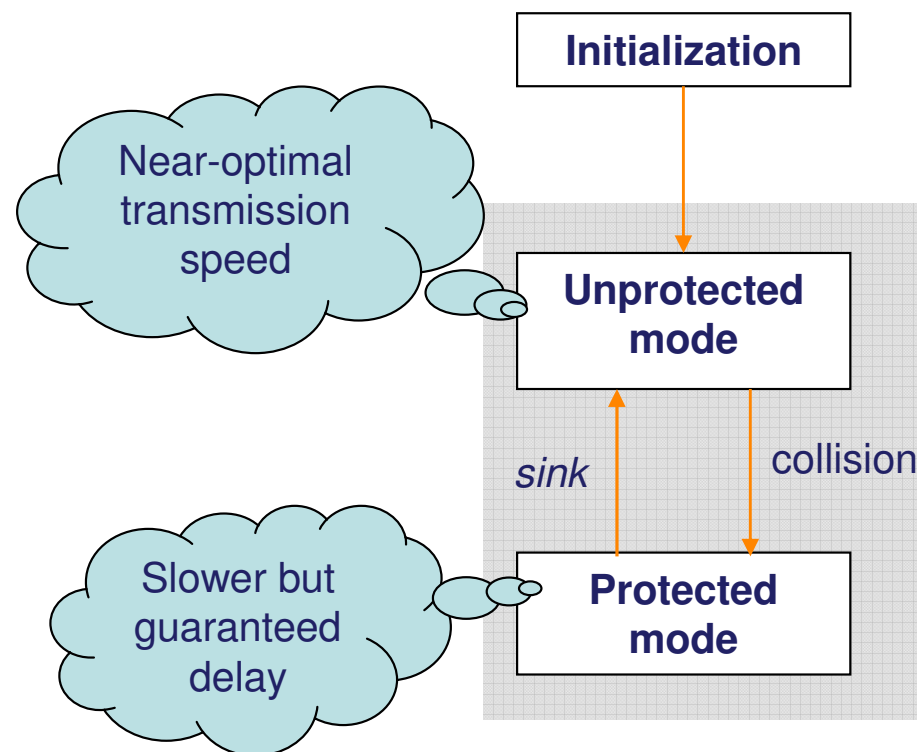 Initialization
Near-optimal
transmission
speed
Unprotected
mode
sink
collision
Slower but
guaranteed
delay
Protected
mode